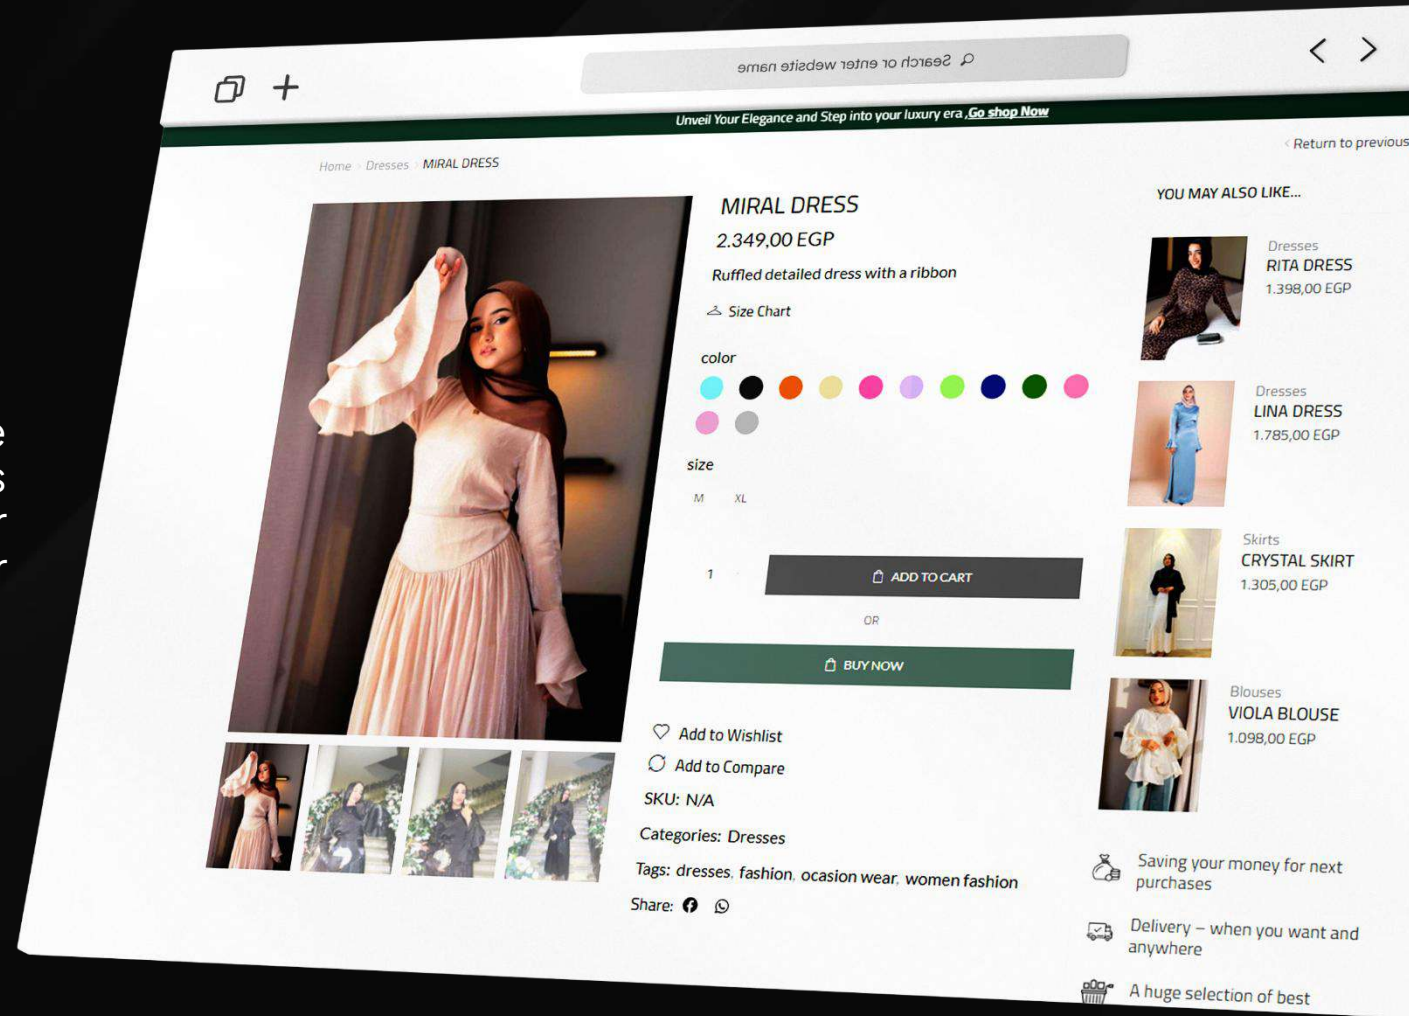 Search or enter website name
Unveil Your Elegance and Step into your luxury era ,Go shop Now
Home Dresses MIRAL DRESS
Return to previous
MIRAL DRESS
2.349,00 EGP
Ruffled detailed dress with a ribbon
Size Chart
color
size
M XL
1
ADD TO CART
OR
BUY NOW
Add to Wishlist
Add to Compare
SKU: N/A
Categories: Dresses
Tags: dresses, fashion, ocasion wear, women fashion
Share:
YOU MAY ALSO LIKE...
Dresses
RITA DRESS
1.398,00 EGP
Dresses
LINA DRESS
1.785,00 EGP
Skirts
CRYSTAL SKIRT
1.305,00 EGP
Blouses
VIOLA BLOUSE
1.098,00 EGP
Saving your money for next
purchases
Delivery – when you want and
anywhere
A huge selection of best